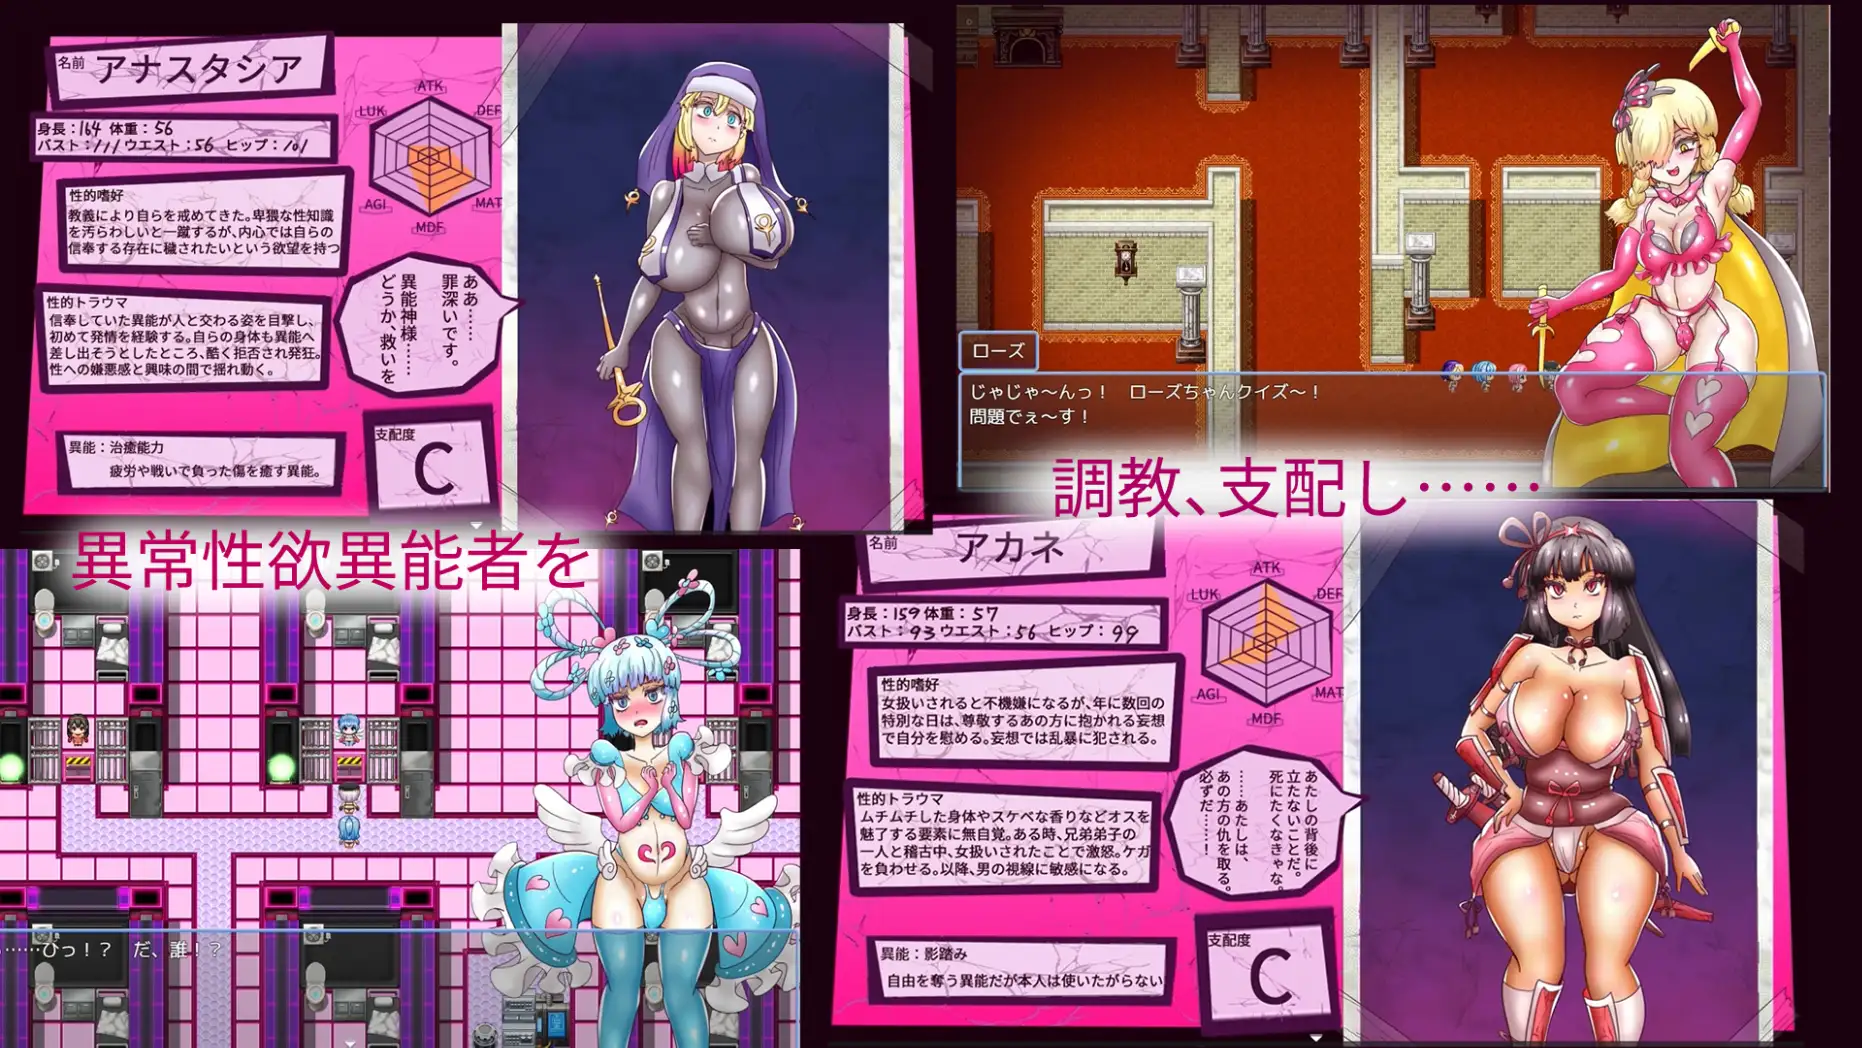 名前 アナスタシア
身長：164 体重：56
バスト：111 ウエスト：56 ヒップ：101
ATK
LUK
DEF
AGI
MAT
MDF
性的嗜好
教義により自らを戒めてきた。卑猥な性知識
を汚らわしいと一蹴するが、内心では自らの
信奉する存在に穢されたいという欲望を持つ
性的トラウマ
信奉していた異能が人と交わる姿を目撃し、
初めて発情を経験する。自らの身体も異能へ
差し出そうとしたところ、酷く拒否され発狂。
性への嫌悪感と興味の間で揺れ動く。
ああ……
罪深いです。
異能神様……
どうか、救いを
異能：治癒能力
疲労や戦いで負った傷を癒す異能。
支配度
C
ローズ
じゃじゃ～んっ！　ローズちゃんクイズ～！
問題でぇ～す！
異常性欲異能者を
調教、支配し……
……ひっ！？　だ、誰！？
名前 アカネ
身長：159 体重：57
バスト：93 ウエスト：56 ヒップ：99
ATK
LUK
DEF
AGI
MAT
MDF
性的嗜好
女扱いされると不機嫌になるが、年に数回の
特別な日は、尊敬するあの方に抱かれる妄想
で自分を慰める。妄想では乱暴に犯される。
性的トラウマ
ムチムチした身体やスケベな香りなどオスを
魅了する要素に無自覚。ある時、兄弟弟子の
一人と稽古中、女扱いされたことで激怒。ケガ
を負わせる。以降、男の視線に敏感になる。
あたしの背後に
立たないことだ。
死にたくなきゃな。
……あたしは、
あの方の仇を取る。
必ずだ……！
異能：影踏み
自由を奪う異能だが本人は使いたがらない
支配度
C